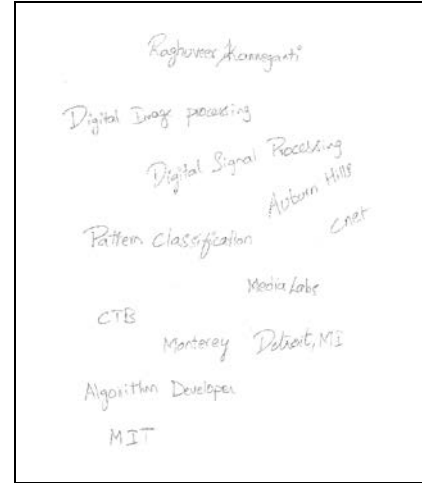 Raghuveer Kanneganti
Digital Image processing
Digital Signal Processing
Auburn Hills
Cnet
Pattern Classification
Media Labs
CTB
Monterey Detroit, MI
Algorithm Developer
MIT